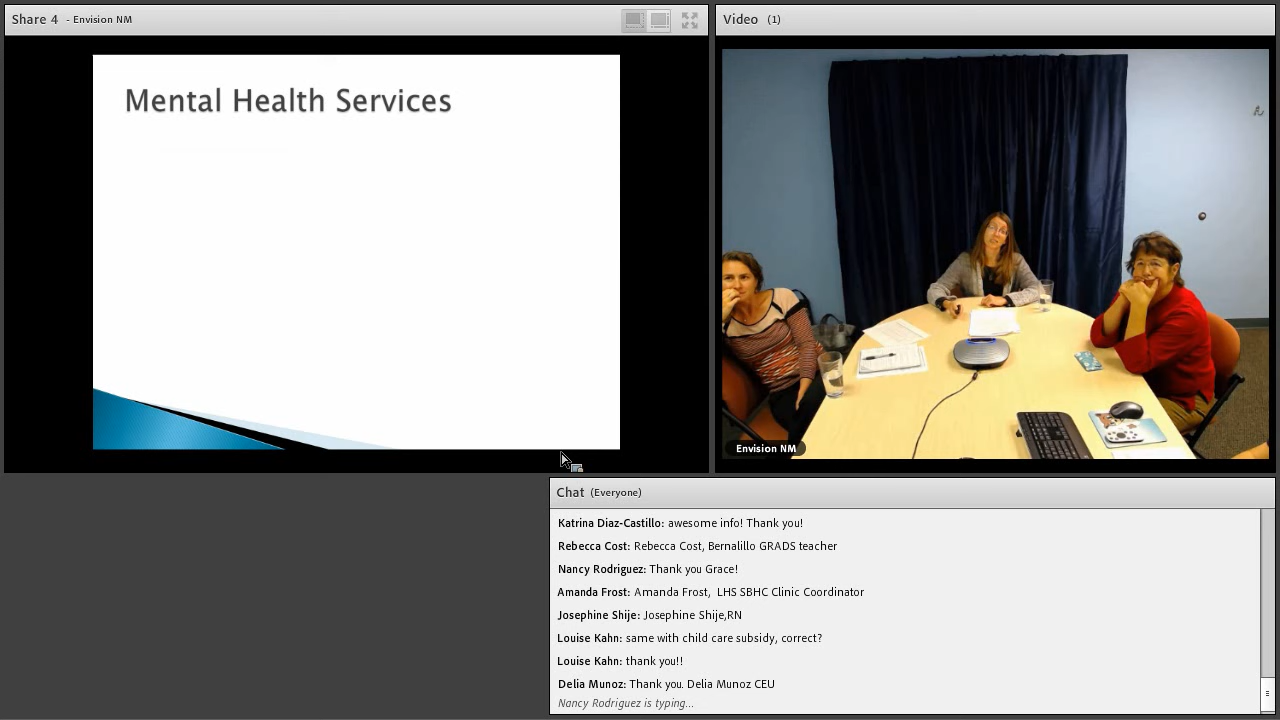 Share 4 - Envision NM
Video (1)
Mental Health Services
Envision NM
Chat (Everyone)
Katrina Diaz-Castillo: awesome info! Thank you!
Rebecca Cost: Rebecca Cost, Bernalillo GRADS teacher
Nancy Rodriguez: Thank you Grace!
Amanda Frost: Amanda Frost, LHS SBHC Clinic Coordinator
Josephine Shije: Josephine Shije,RN
Louise Kahn: same with child care subsidy, correct?
Louise Kahn: thank you!!
Delia Munoz: Thank you. Delia Munoz CEU
Nancy Rodriguez is typing...